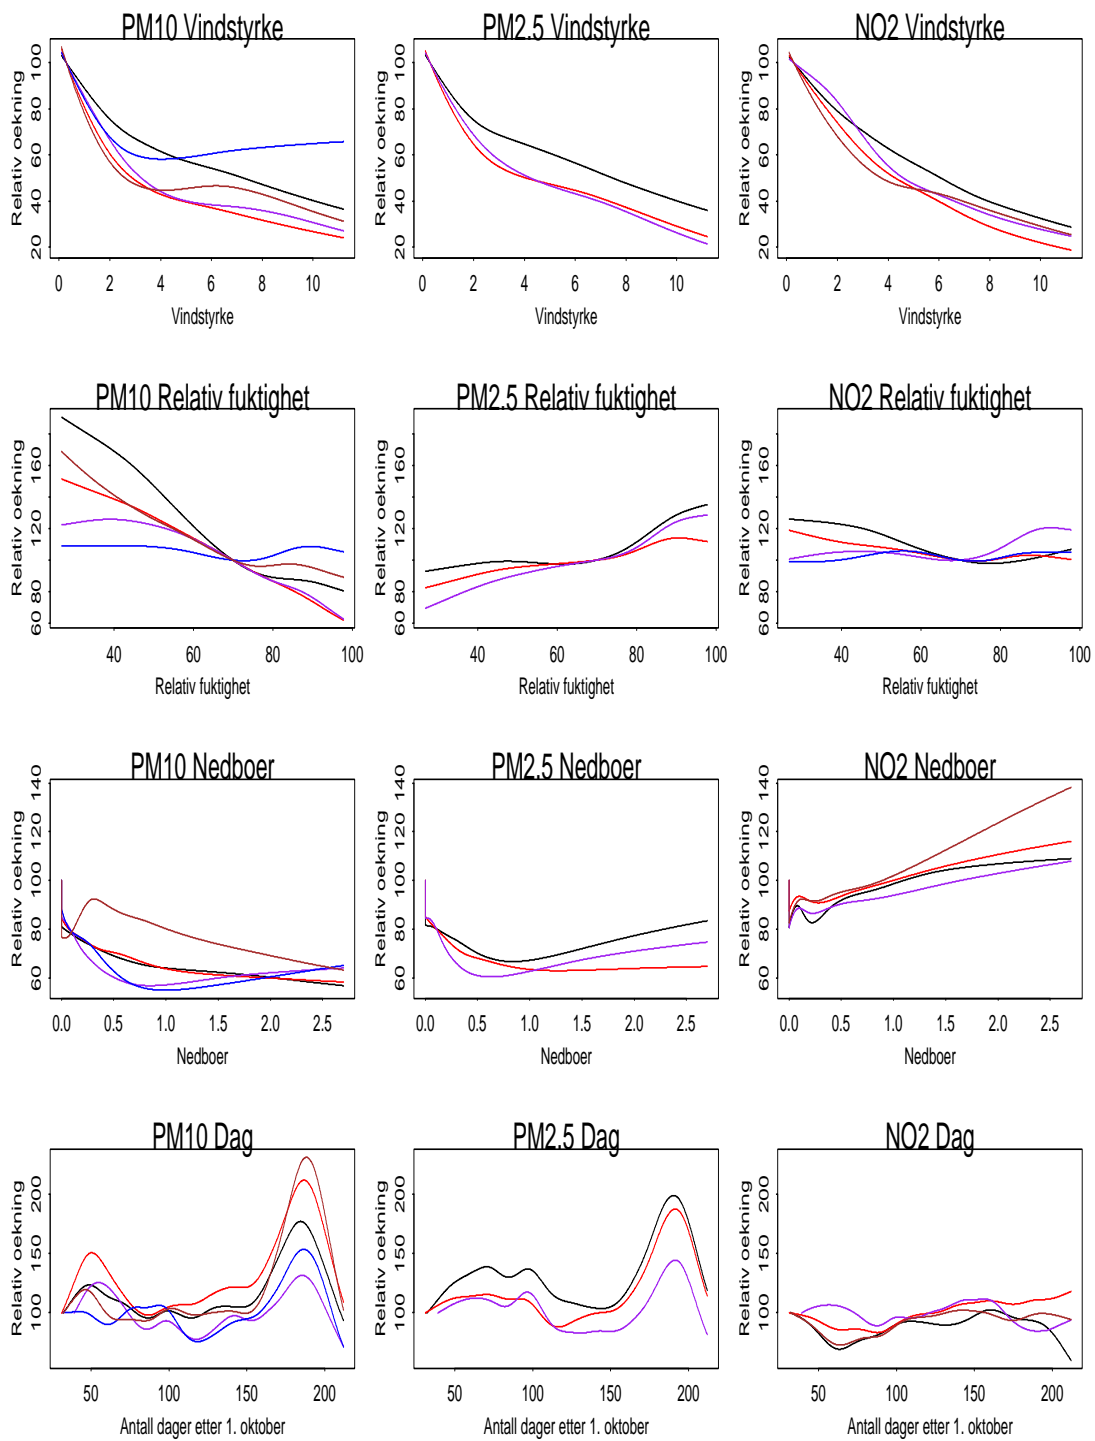 PM10 Vindstyrke
PM2.5 Vindstyrke
NO2 Vindstyrke
Relativ oekning
20 40 60 80 100
0 2 4 6 8 10
Vindstyrke
Relativ oekning
20 40 60 80 100
0 2 4 6 8 10
Vindstyrke
Relativ oekning
20 40 60 80 100
0 2 4 6 8 10
Vindstyrke
PM10 Relativ fuktighet
PM2.5 Relativ fuktighet
NO2 Relativ fuktighet
Relativ oekning
60 80 120 160
40 60 80 100
Relativ fuktighet
Relativ oekning
60 80 120 160
40 60 80 100
Relativ fuktighet
Relativ oekning
60 80 120 160
40 60 80 100
Relativ fuktighet
PM10 Nedboer
PM2.5 Nedboer
NO2 Nedboer
Relativ oekning
60 80 100 120 140
0.0 0.5 1.0 1.5 2.0 2.5
Nedboer
Relativ oekning
60 80 100 120 140
0.0 0.5 1.0 1.5 2.0 2.5
Nedboer
Relativ oekning
60 80 100 120 140
0.0 0.5 1.0 1.5 2.0 2.5
Nedboer
PM10 Dag
PM2.5 Dag
NO2 Dag
Relativ oekning
100 150 200
50 100 150 200
Antall dager etter 1. oktober
Relativ oekning
100 150 200
50 100 150 200
Antall dager etter 1. oktober
Relativ oekning
100 150 200
50 100 150 200
Antall dager etter 1. oktober